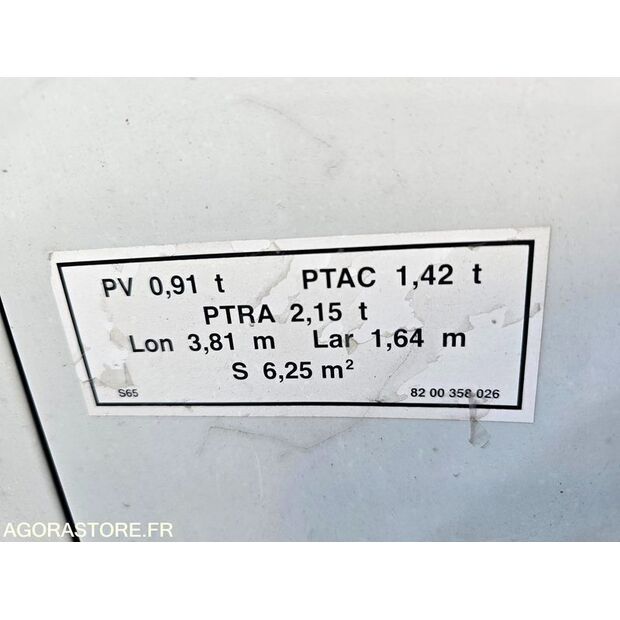 PV 0,91 t PTAC 1,42 t
PTRA 2,15 t
Lon 3,81 m Lar 1,64 m
S 6,25 m²
S65 82 00 358 026
AGORASTORE.FR